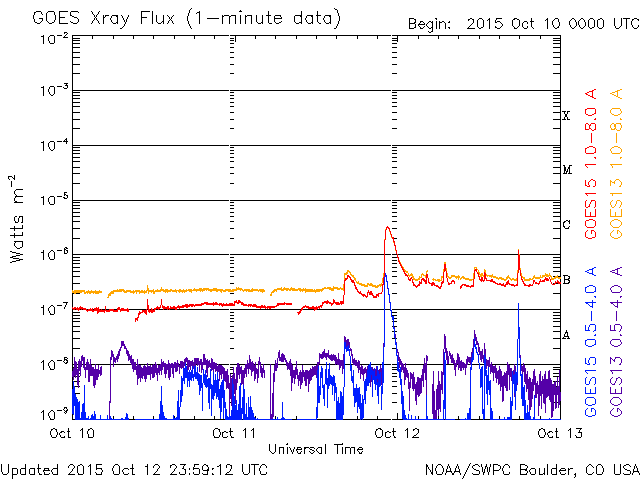 GOES Xray Flux (1-minute data)
Begin: 2015 Oct 10 0000 UTC
10-2
10-3
10-4
10-5
10-6
10-7
10-8
10-9
Watts m-2
X
M
C
B
A
GOES15 1.0-8.0 A
GOES13 1.0-8.0 A
GOES15 0.5-4.0 A
GOES13 0.5-4.0 A
Oct 10
Oct 11
Oct 12
Oct 13
Universal Time
Updated 2015 Oct 12 23:59:12 UTC
NOAA/SWPC Boulder, CO USA